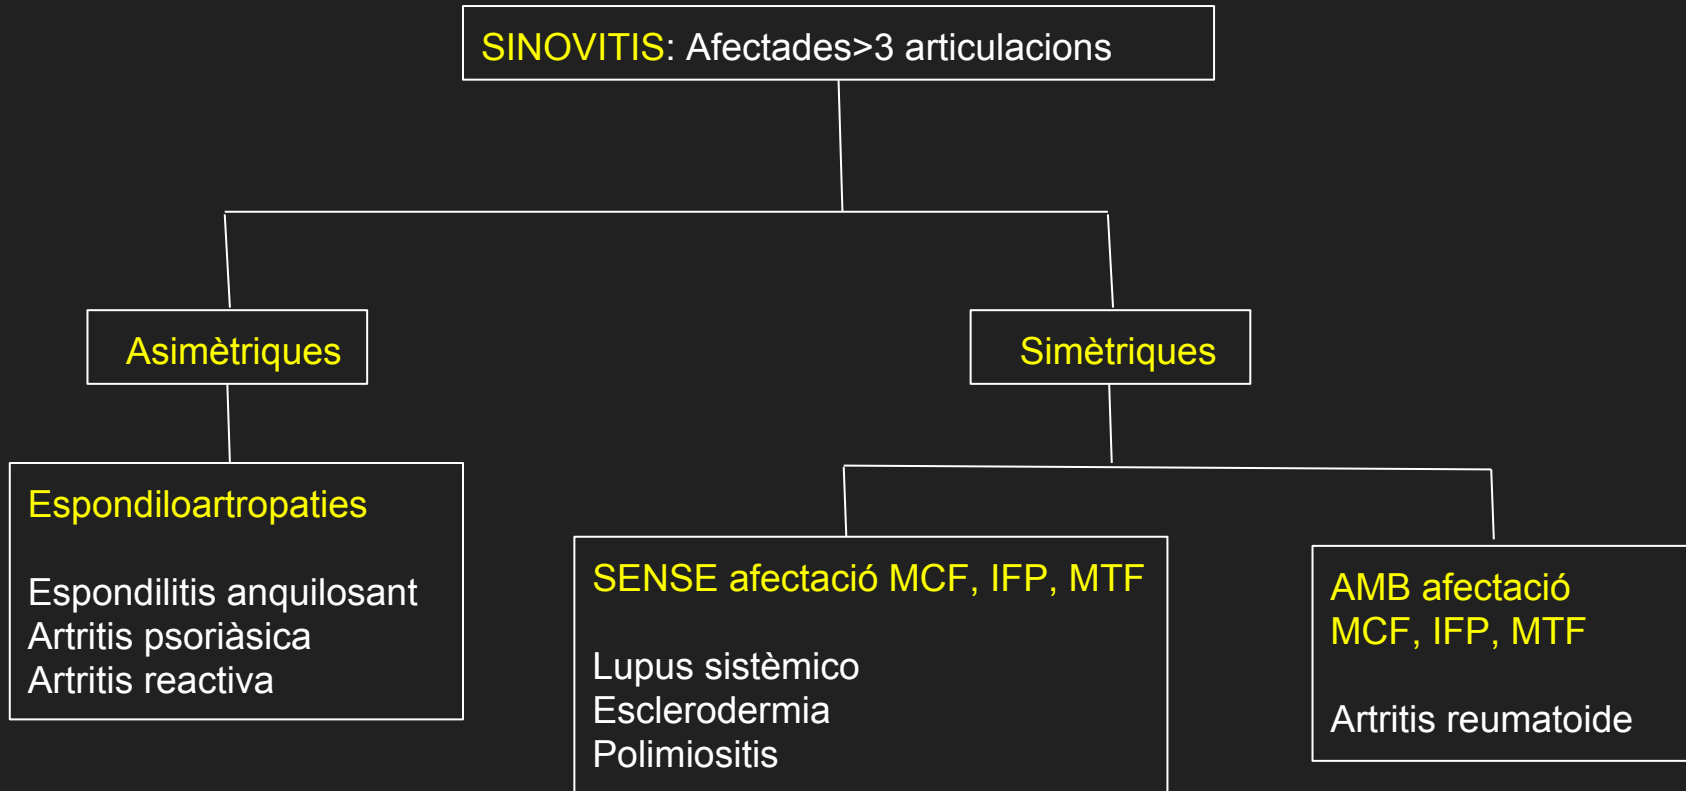 SINOVITIS: Afectades>3 articulacions
Asimètriques
Simètriques
Espondiloartropaties
Espondilitis anquilosant
Artritis psoriàsica
Artritis reactiva
SENSE afectació MCF, IFP, MTF
Lupus sistèmico
Esclerodermia
Polimiositis
AMB afectació
MCF, IFP, MTF
Artritis reumatoide